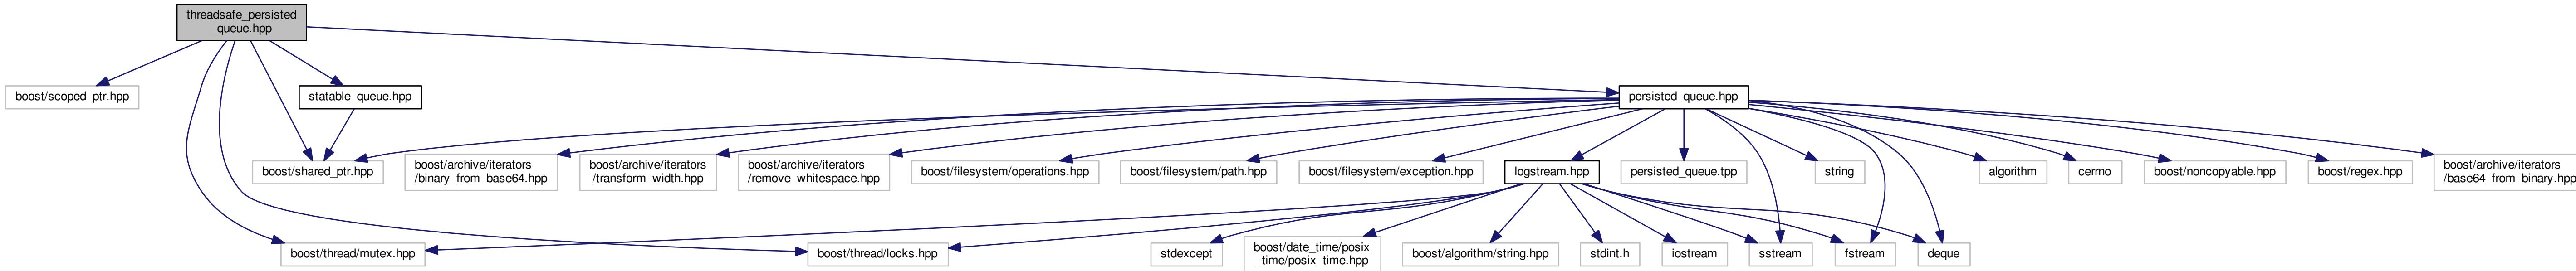 threadsafe_persisted
_queue.hpp
boost/scoped_ptr.hpp
statable_queue.hpp
persisted_queue.hpp
boost/shared_ptr.hpp
boost/archive/iterators
/binary_from_base64.hpp
boost/archive/iterators
/transform_width.hpp
boost/archive/iterators
/remove_whitespace.hpp
boost/filesystem/operations.hpp
boost/filesystem/path.hpp
boost/filesystem/exception.hpp
logstream.hpp
persisted_queue.tpp
string
algorithm
cerrno
boost/noncopyable.hpp
boost/regex.hpp
boost/archive/iterators
/base64_from_binary.hpp
boost/thread/mutex.hpp
boost/thread/locks.hpp
stdexcept
boost/date_time/posix
_time/posix_time.hpp
boost/algorithm/string.hpp
stdint.h
iostream
sstream
fstream
deque